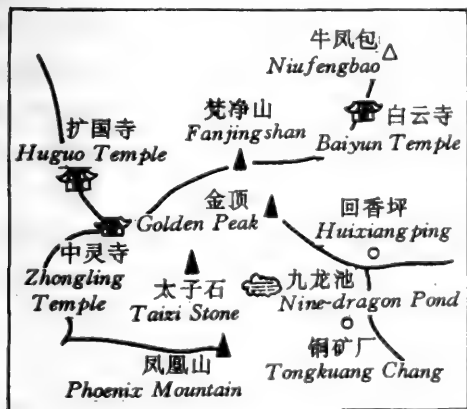 牛凤包
Niufengbao
梵净山
Fanjingshan
白云寺
Baiyun Temple
扩国寺
Huguo Temple
金顶
Golden Peak
回香坪
Huixiangping
中灵寺
Zhongling
Temple
太子石
Taizi Stone
九龙池
Nine-dragon Pond
凤凰山
Phoenix Mountain
铜矿厂
Tongkuang Chang